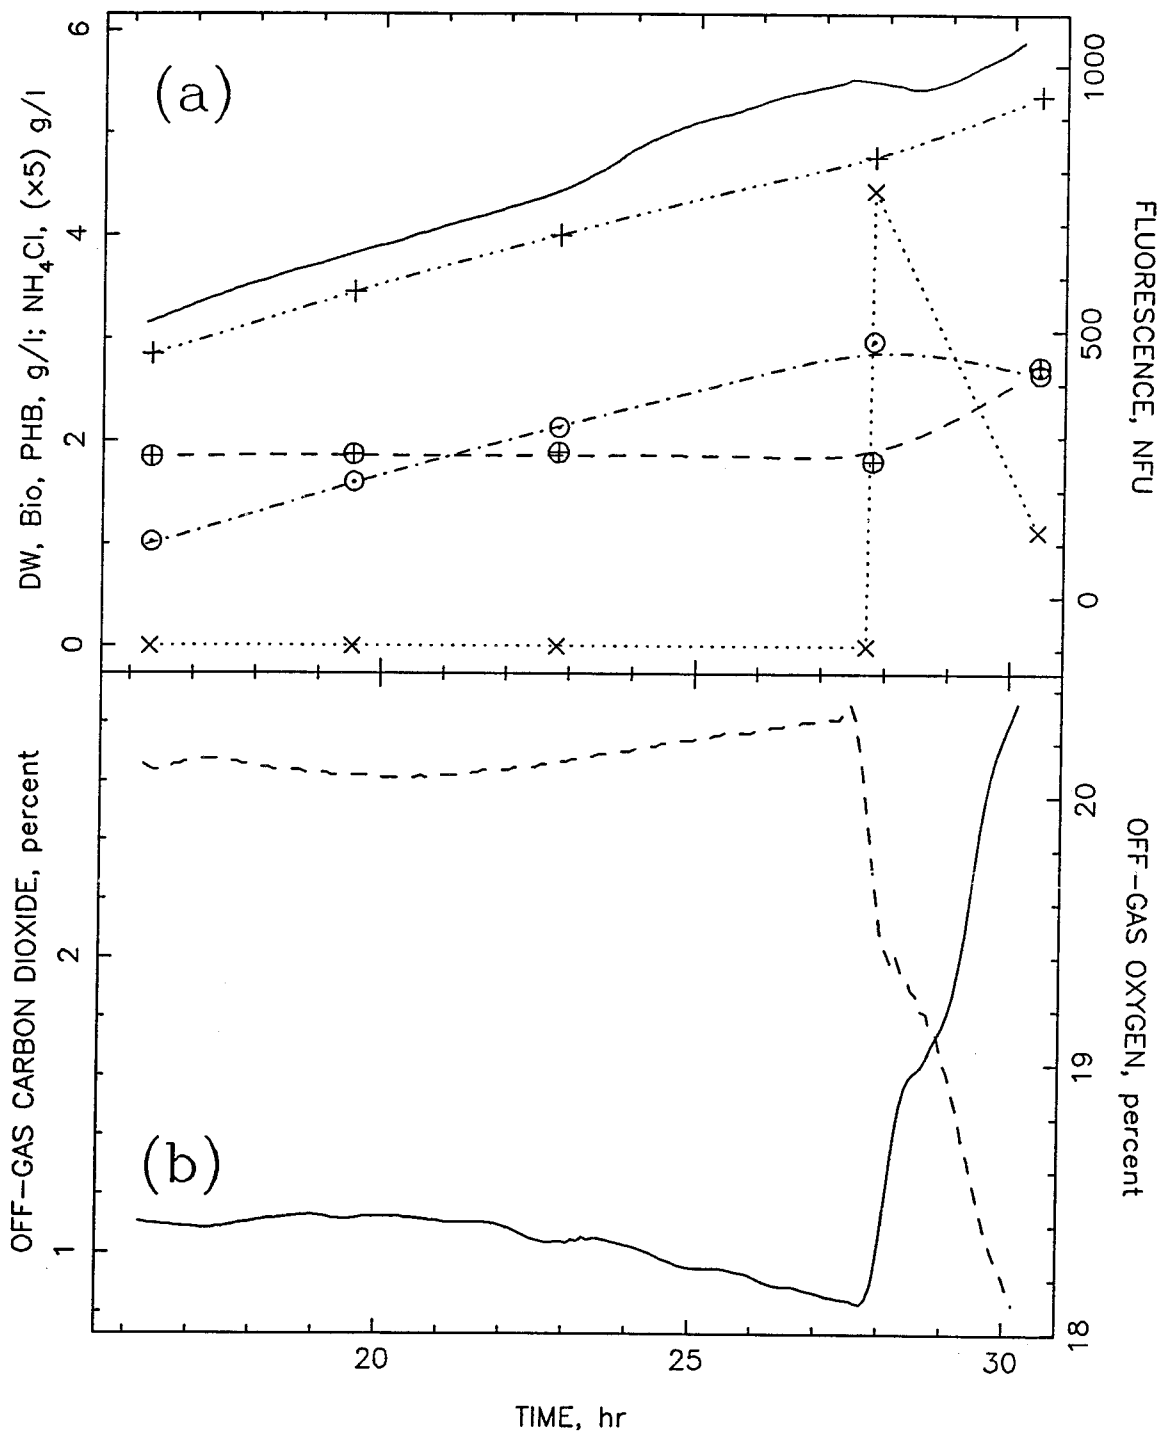 (a)
DW, Bio, PHB, g/l; NH4Cl, (×5) g/l
6
4
2
0
FLUORESCENCE, NFU
1000
500
0
(b)
OFF-GAS CARBON DIOXIDE, percent
2
1
OFF-GAS OXYGEN, percent
20
19
18
20
25
30
TIME, hr